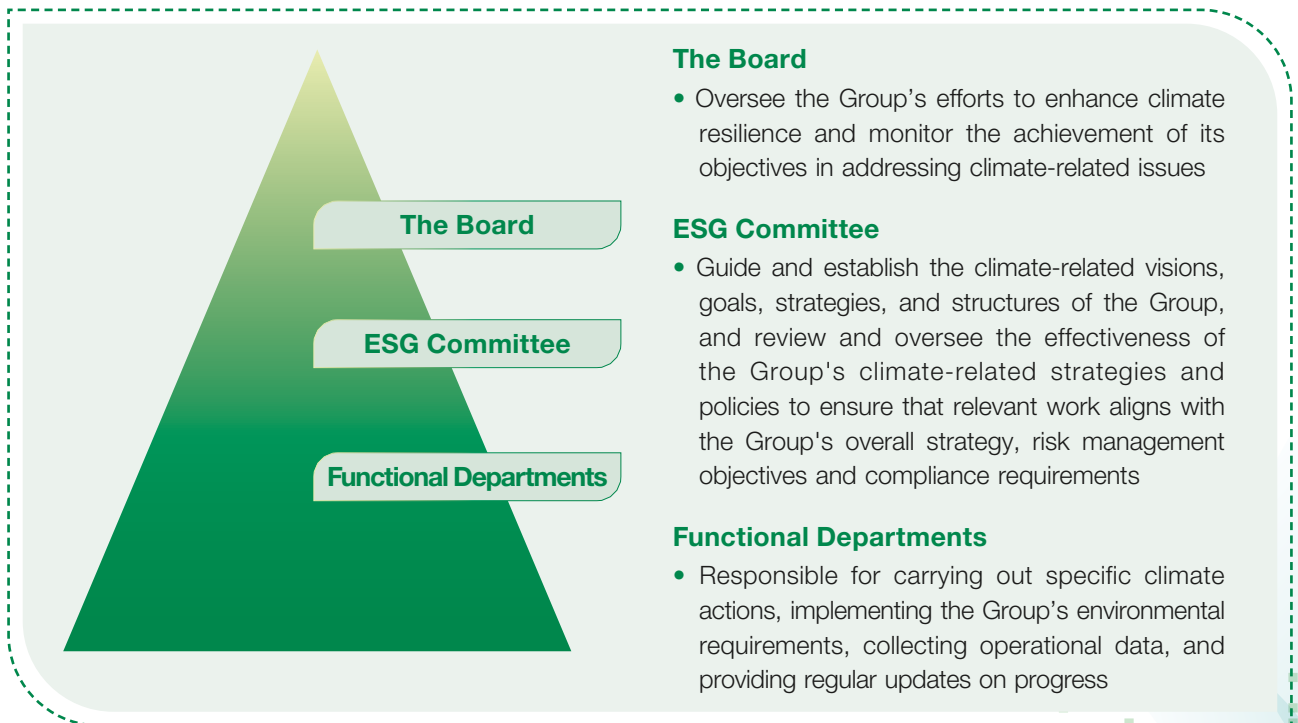 The Board
ESG Committee
Functional Departments
The Board
• Oversee the Group’s efforts to enhance climate
resilience and monitor the achievement of its
objectives in addressing climate-related issues
ESG Committee
• Guide and establish the climate-related visions,
goals, strategies, and structures of the Group,
and review and oversee the effectiveness of
the Group's climate-related strategies and
policies to ensure that relevant work aligns with
the Group's overall strategy, risk management
objectives and compliance requirements
Functional Departments
• Responsible for carrying out specific climate
actions, implementing the Group’s environmental
requirements, collecting operational data, and
providing regular updates on progress